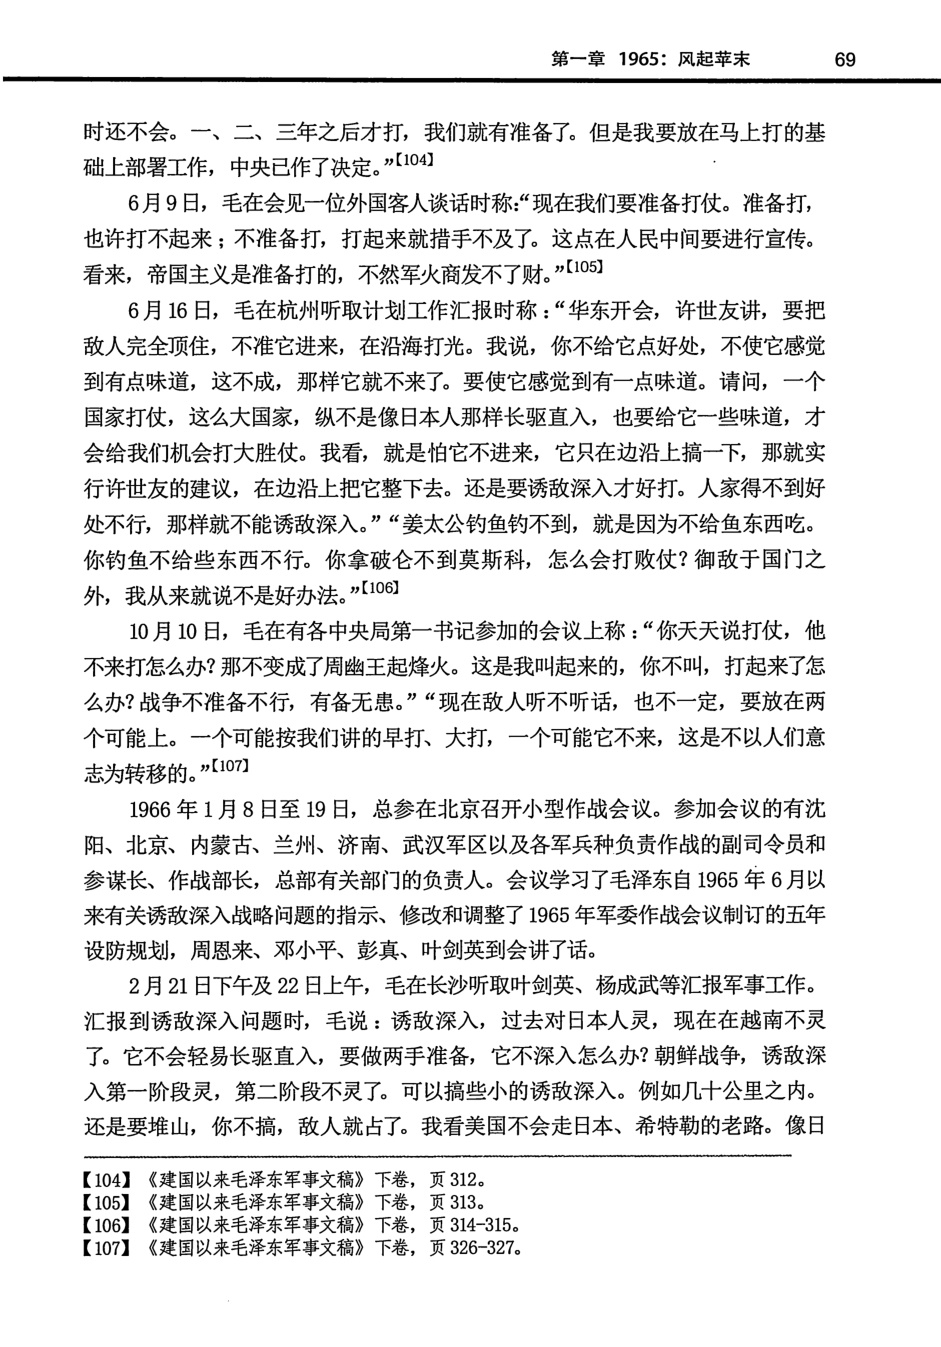 第一章 1965：风起苹末 69
时还不会。一、二、三年之后才打，我们就有准备了。但是我要放在马上打的基
础上部署工作，中央已作了决定。”【104】
6月9日，毛在会见一位外国客人谈话时称：“现在我们要准备打仗。准备打，
也许打不起来；不准备打，打起来就措手不及了。这点在人民中间要进行宣传。
看来，帝国主义是准备打的，不然军火商发不了财。”【105】
6月16日，毛在杭州听取计划工作汇报时称：“华东开会，许世友讲，要把
敌人完全顶住，不准它进来，在沿海打光。我说，你不给它点好处，不使它感觉
到有点味道，这不成，那样它就不来了。要使它感觉到有一点味道。请问，一个
国家打仗，这么大国家，纵不是像日本人那样长驱直入，也要给它一些味道，才
会给我们机会打大胜仗。我看，就是怕它不进来，它只在边沿上搞一下，那就实
行许世友的建议，在边沿上把它整下去。还是要诱敌深入才好打。人家得不到好
处不行，那样就不能诱敌深入。”“姜太公钓鱼钓不到，就是因为不给鱼东西吃。
你钓鱼不给些东西不行。你拿破仑不到莫斯科，怎么会打败仗？御敌于国门之
外，我从来就说不是好办法。”【106】
10月10日，毛在有各中央局第一书记参加的会议上称：“你天天说打仗，他
不来打怎么办？那不变成了周幽王起烽火。这是我叫起来的，你不叫，打起来了怎
么办？战争不准备不行，有备无患。”“现在敌人听不听话，也不一定，要放在两
个可能上。一个可能按我们讲的早打、大打，一个可能它不来，这是不以人们意
志为转移的。”【107】
1966年1月8日至19日，总参在北京召开小型作战会议。参加会议的有沈
阳、北京、内蒙古、兰州、济南、武汉军区以及各军兵种负责作战的副司令员和
参谋长、作战部长，总部有关部门的负责人。会议学习了毛泽东自1965年6月以
来有关诱敌深入战略问题的指示、修改和调整了1965年军委作战会议制订的五年
设防规划，周恩来、邓小平、彭真、叶剑英到会讲了话。
2月21日下午及22日上午，毛在长沙听取叶剑英、杨成武等汇报军事工作。
汇报到诱敌深入问题时，毛说：诱敌深入，过去对日本人灵，现在在越南不灵
了。它不会轻易长驱直入，要做两手准备，它不深入怎么办？朝鲜战争，诱敌深
入第一阶段灵，第二阶段不灵了。可以搞些小的诱敌深入。例如几十公里之内。
还是要堆山，你不搞，敌人就占了。我看美国不会走日本、希特勒的老路。像日
【104】《建国以来毛泽东军事文稿》下卷，页312。
【105】《建国以来毛泽东军事文稿》下卷，页313。
【106】《建国以来毛泽东军事文稿》下卷，页314-315。
【107】《建国以来毛泽东军事文稿》下卷，页326-327。